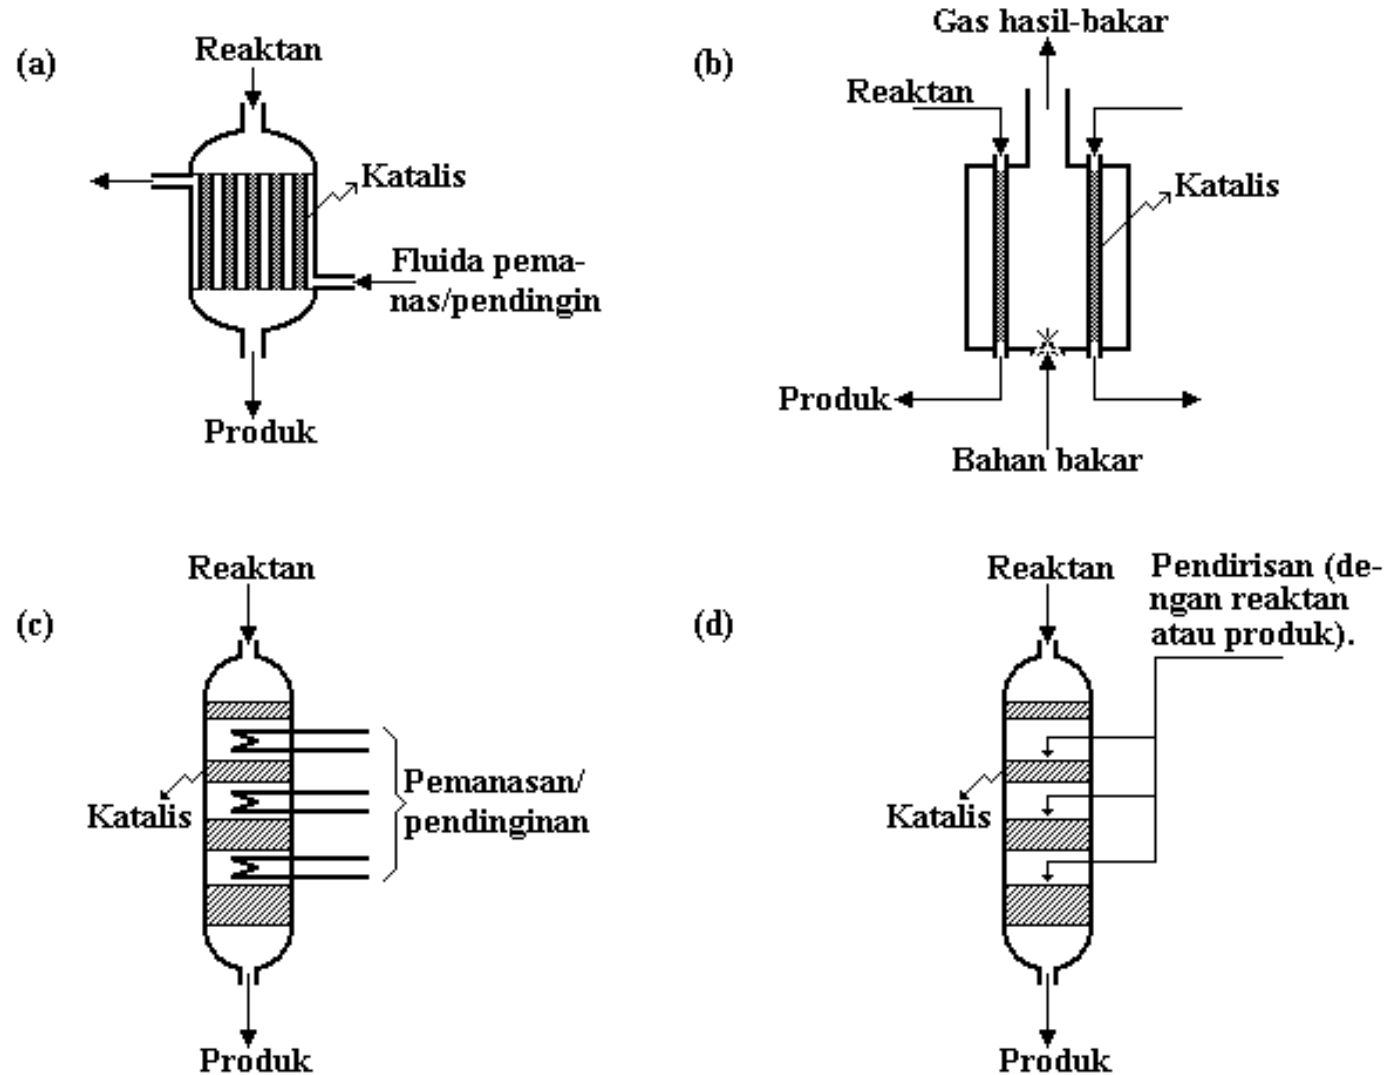 (a)
Reaktan
Katalis
Fluida pema-
nas/pendingin
Produk
(b)
Gas hasil-bakar
Reaktan
Katalis
Produk
Bahan bakar
(c)
Reaktan
Katalis
Pemanasan/
pendinginan
Produk
(d)
Reaktan
Pendirisan (de-
ngan reaktan
atau produk).
Katalis
Produk